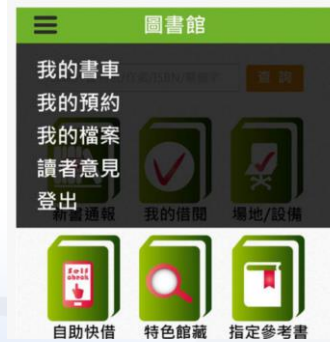 圖書館
我的書車
我的預約
我的檔案
讀者意見
登出
查詢
新書通報
我的借閱
場地/設備
Self
check
自助快借
特色館藏
指定參考書